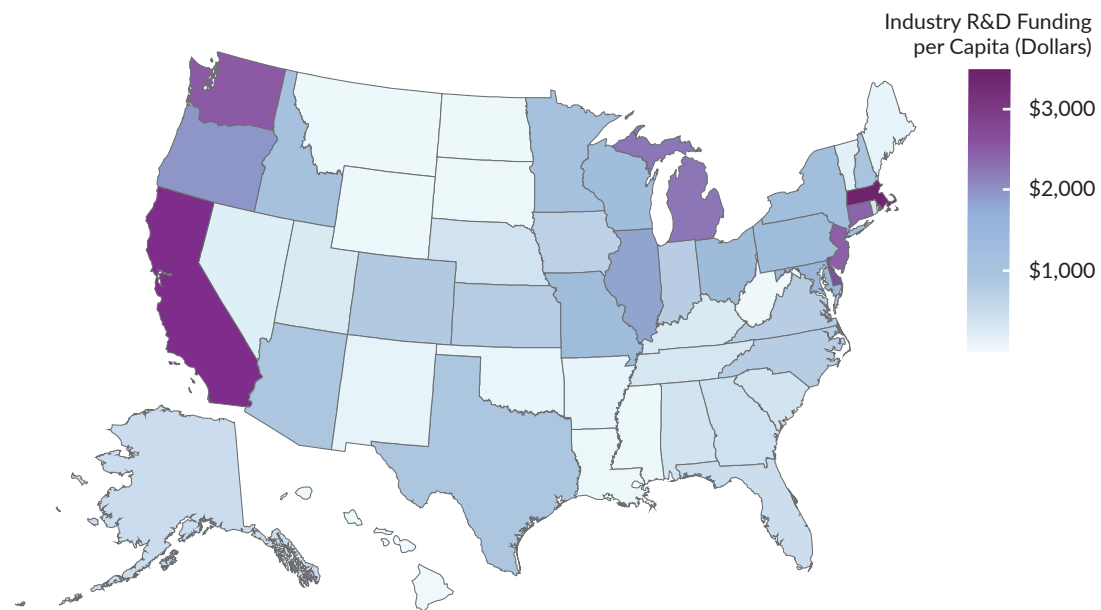 Industry R&D Funding
per Capita (Dollars)
$3,000
$2,000
$1,000